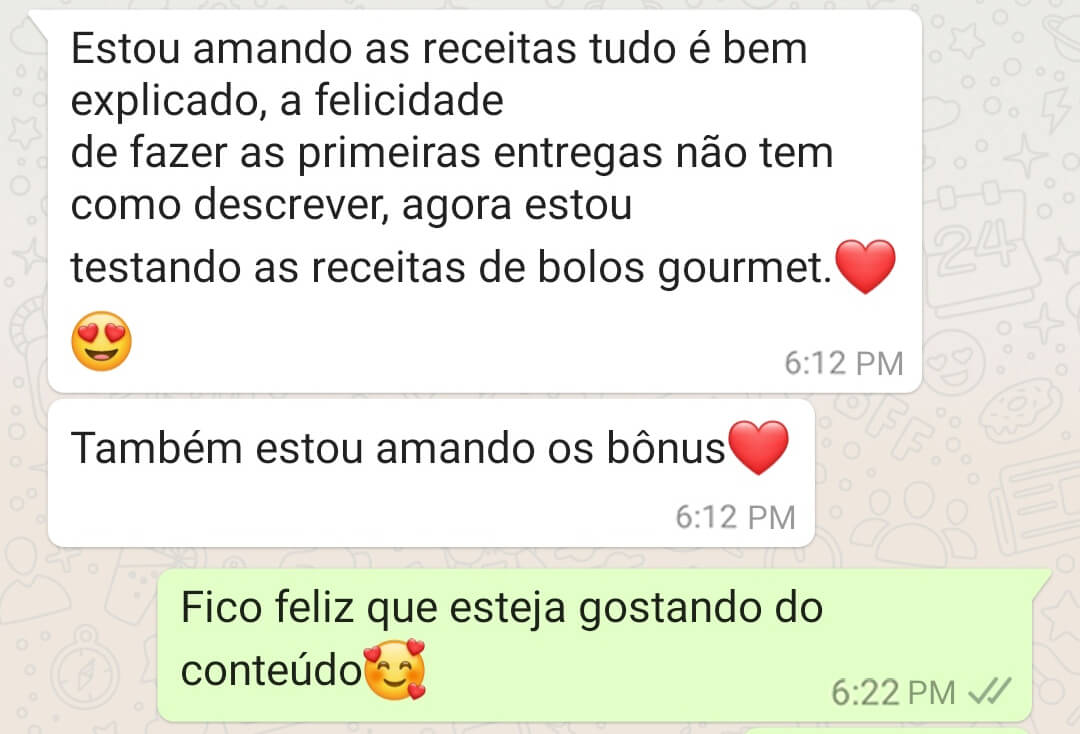 Estou amando as receitas tudo é bem
explicado, a felicidade
de fazer as primeiras entregas não tem
como descrever, agora estou
testando as receitas de bolos gourmet.❤️
😍
6:12 PM
Também estou amando os bônus❤️
6:12 PM
Fico feliz que esteja gostando do
conteúdo🥰
6:22 PM
24
OFF